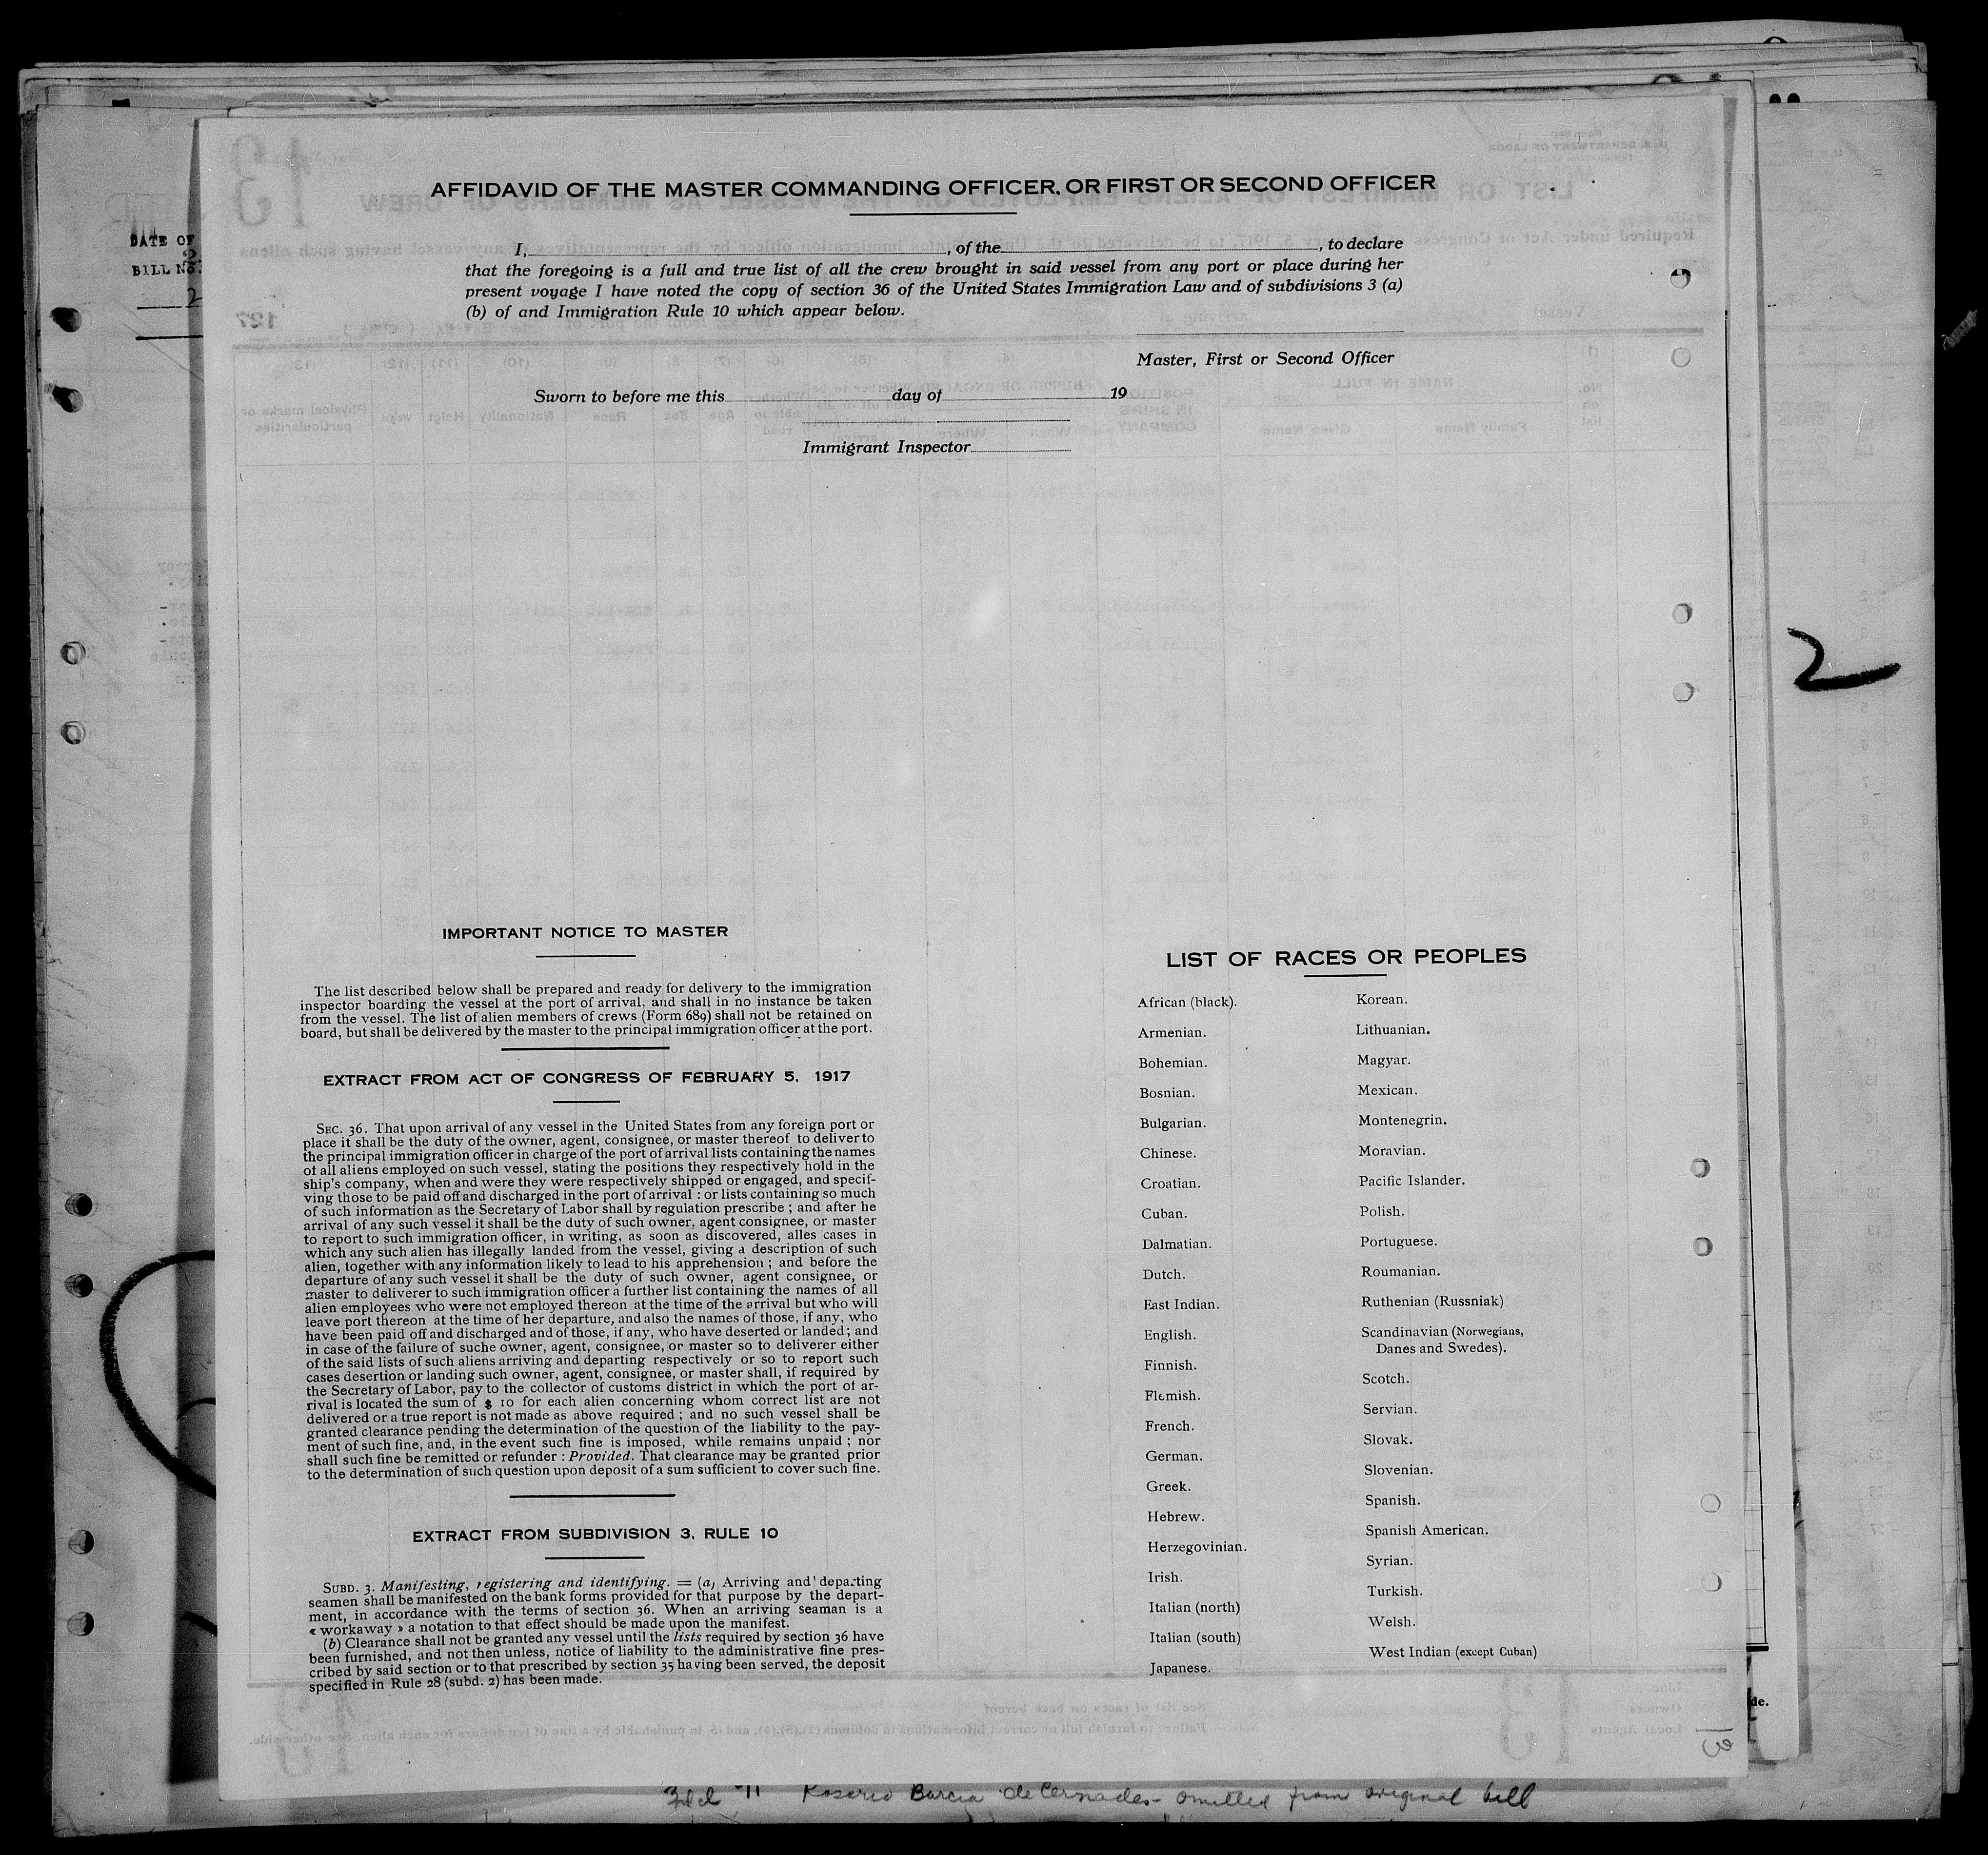 AFFIDAVID OF THE MASTER COMMANDING OFFICER, OR FIRST OR SECOND OFFICER
I, , of the , to declare
that the foregoing is a full and true list of all the crew brought in said vessel from any port or place during her
present voyage I have noted the copy of section 36 of the United States Immigration Law and of subdivisions 3 (a)
(b) of and Immigration Rule 10 which appear below.
Master, First or Second Officer
Sworn to before me this day of 19
Immigrant Inspector
DATE OF
BILL No.
2
2
IMPORTANT NOTICE TO MASTER
The list described below shall be prepared and ready for delivery to the immigration
inspector boarding the vessel at the port of arrival, and shall in no instance be taken
from the vessel. The list of alien members of crews (Form 689) shall not be retained on
board, but shall be delivered by the master to the principal immigration officer at the port.
EXTRACT FROM ACT OF CONGRESS OF FEBRUARY 5, 1917
SEC. 36. That upon arrival of any vessel in the United States from any foreign port or
place it shall be the duty of the owner, agent, consignee, or master thereof to deliver to
the principal immigration officer in charge of the port of arrival lists containing the names
of all aliens employed on such vessel, stating the positions they respectively hold in the
ship's company, when and were they were respectively shipped or engaged, and specif-
ving those to be paid off and discharged in the port of arrival : or lists containing so much
of such information as the Secretary of Labor shall by regulation prescribe ; and after he
arrival of any such vessel it shall be the duty of such owner, agent consignee, or master
to report to such immigration officer, in writing, as soon as discovered, alles cases in
which any such alien has illegally landed from the vessel, giving a description of such
alien, together with any information likely to lead to his apprehension ; and before the
departure of any such vessel it shall be the duty of such owner, agent consignee, or
master to deliverer to such immigration officer a further list containing the names of all
alien employees who were not employed thereon at the time of the arrival but who will
leave port thereon at the time of her departure, and also the names of those, if any, who
have been paid off and discharged and of those, if any, who have deserted or landed ; and
in case of the failure of suche owner, agent, consignee, or master so to deliverer either
of the said lists of such aliens arriving and departing respectively or so to report such
cases desertion or landing such owner, agent, consignee, or master shall, if required by
the Secretary of Labor, pay to the collector of customs district in which the port of ar-
rival is located the sum of $ 10 for each alien concerning whom correct list are not
delivered or a true report is not made as above required ; and no such vessel shall be
granted clearance pending the determination of the question of the liability to the pay-
ment of such fine, and, in the event such fine is imposed, while remains unpaid ; nor
shall such fine be remitted or refunder : Provided. That clearance may be granted prior
to the determination of such question upon deposit of a sum sufficient to cover such fine.
EXTRACT FROM SUBDIVISION 3, RULE 10
SUBD. 3. Manifesting, registering and identifying. = (a) Arriving and departing
seamen shall be manifested on the bank forms provided for that purpose by the depart-
ment, in accordance with the terms of section 36. When an arriving seaman is a
« workaway » a notation to that effect should be made upon the manifest.
(b) Clearance shall not be granted any vessel until the lists required by section 36 have
been furnished, and not then unless, notice of liability to the administrative fine pres-
cribed by said section or to that prescribed by section 35 having been served, the deposit
specified in Rule 28 (subd. 2) has been made.
LIST OF RACES OR PEOPLES
African (black).
Armenian.
Bohemian.
Bosnian.
Bulgarian.
Chinese.
Croatian.
Cuban.
Dalmatian.
Dutch.
East Indian.
English.
Finnish.
Flemish.
French.
German.
Greek.
Hebrew.
Herzegovinian.
Irish.
Italian (north)
Italian (south)
Japanese.
Korean.
Lithuanian.
Magyar.
Mexican.
Montenegrin.
Moravian.
Pacific Islander.
Polish.
Portuguese.
Roumanian.
Ruthenian (Russniak)
Scandinavian (Norwegians,
Danes and Swedes).
Scotch.
Servian.
Slovak.
Slovenian.
Spanish.
Spanish American.
Syrian.
Turkish.
Welsh.
West Indian (except Cuban)
13
Rosario Barcia de Cernades - omitted from original bill